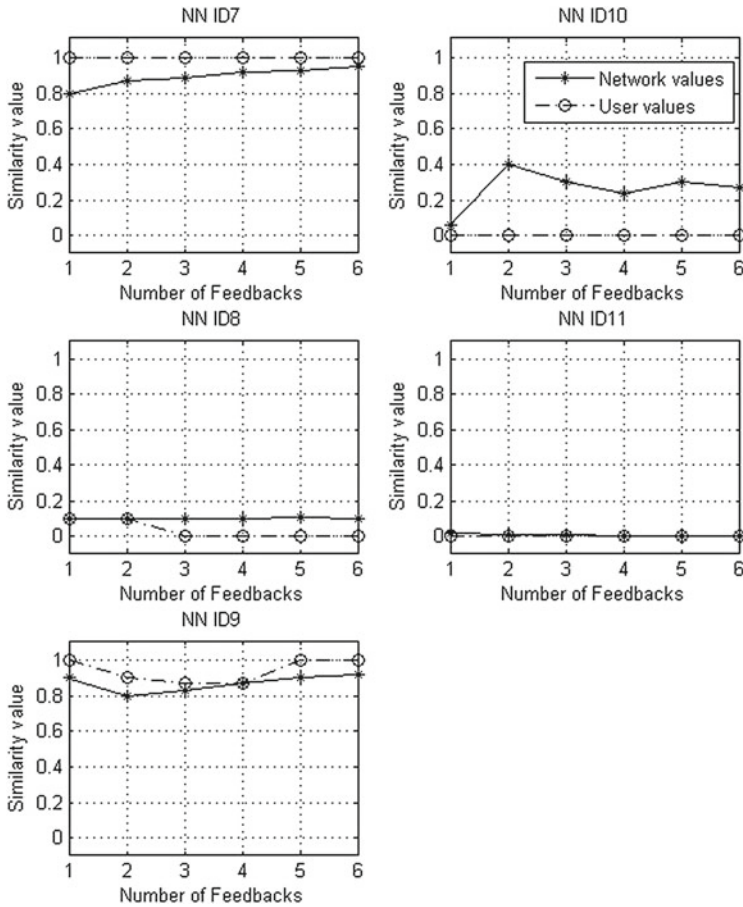 NN ID7
1
0.8
0.6
0.4
0.2
0
Similarity value
1 2 3 4 5 6
Number of Feedbacks
NN ID10
1
0.8
0.6
0.4
0.2
0
Similarity value
Network values
User values
1 2 3 4 5 6
Number of Feedbacks
NN ID8
1
0.8
0.6
0.4
0.2
0
Similarity value
1 2 3 4 5 6
Number of Feedbacks
NN ID11
1
0.8
0.6
0.4
0.2
0
Similarity value
1 2 3 4 5 6
Number of Feedbacks
NN ID9
1
0.8
0.6
0.4
0.2
0
Similarity value
1 2 3 4 5 6
Number of Feedbacks